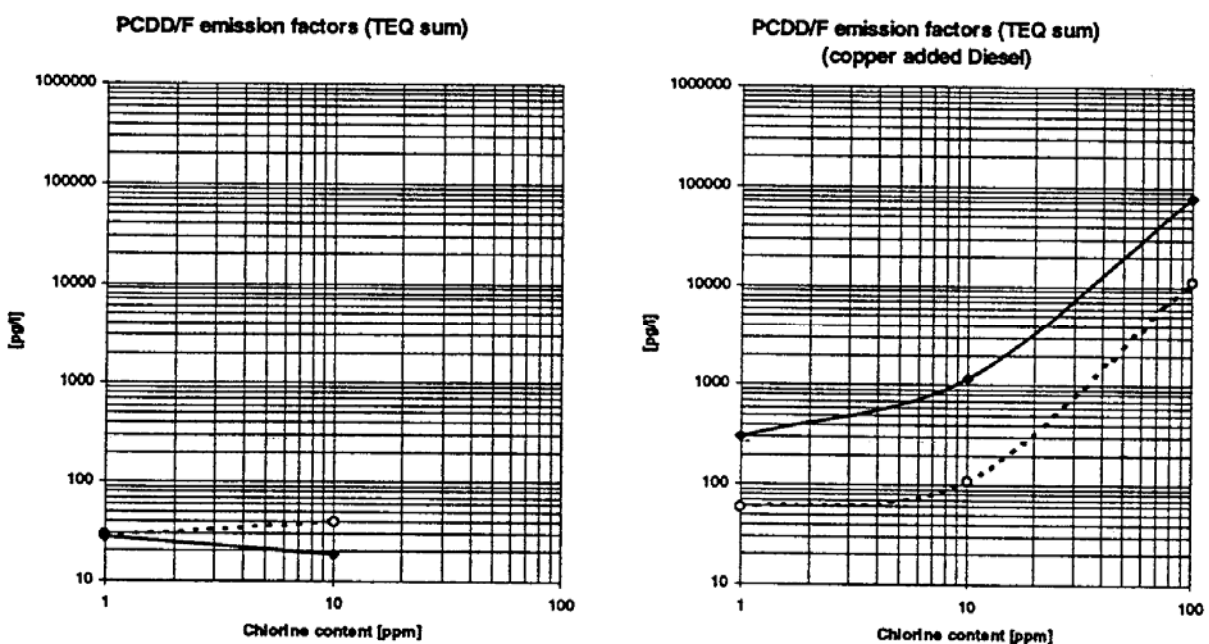 PCDD/F emission factors (TEQ sum)
1000000
100000
10000
1000
100
10
[pg/l]
1
10
100
Chlorine content [ppm]
PCDD/F emission factors (TEQ sum)
(copper added Diesel)
1000000
100000
10000
1000
100
10
[pg/l]
1
10
100
Chlorine content [ppm]